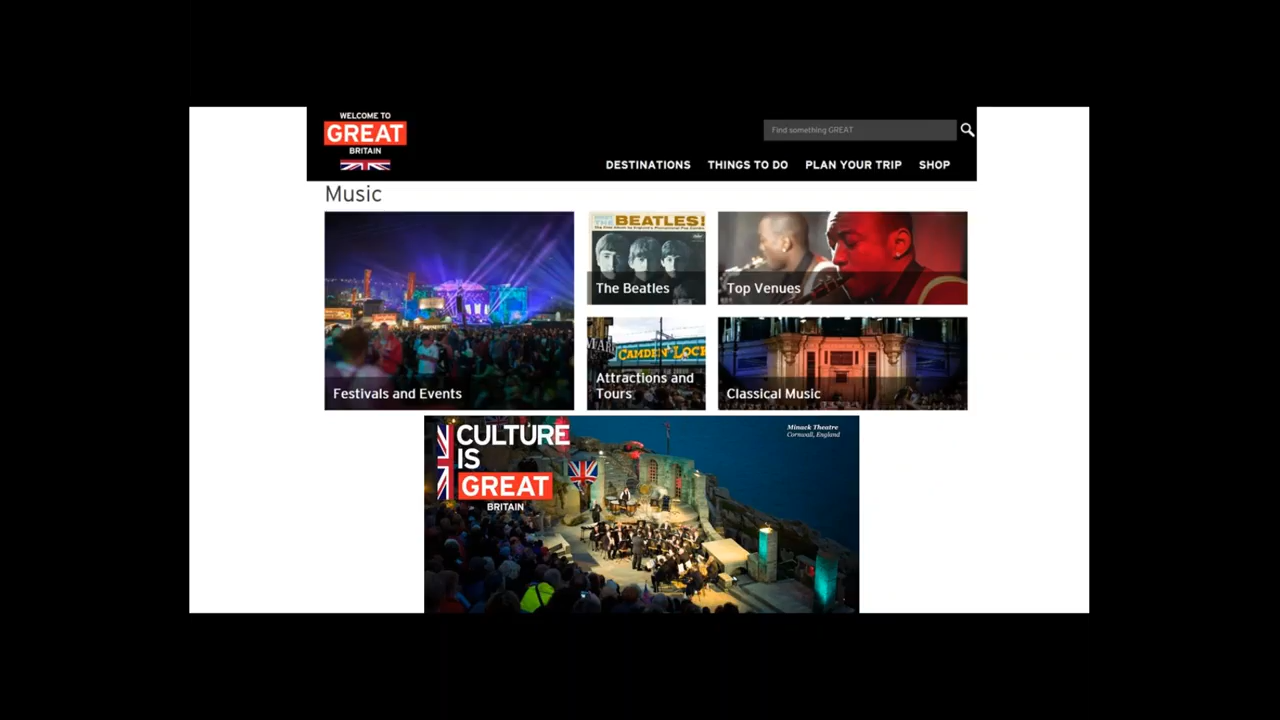 WELCOME TO
GREAT
BRITAIN
Find something GREAT
DESTINATIONS THINGS TO DO PLAN YOUR TRIP SHOP
Music
THE BEATLES!
The Beatles
Top Venues
Festivals and Events
CAMDEN LOCK
Attractions and
Tours
Classical Music
CULTURE
IS
GREAT
BRITAIN
Minack Theatre
Cornwall, England